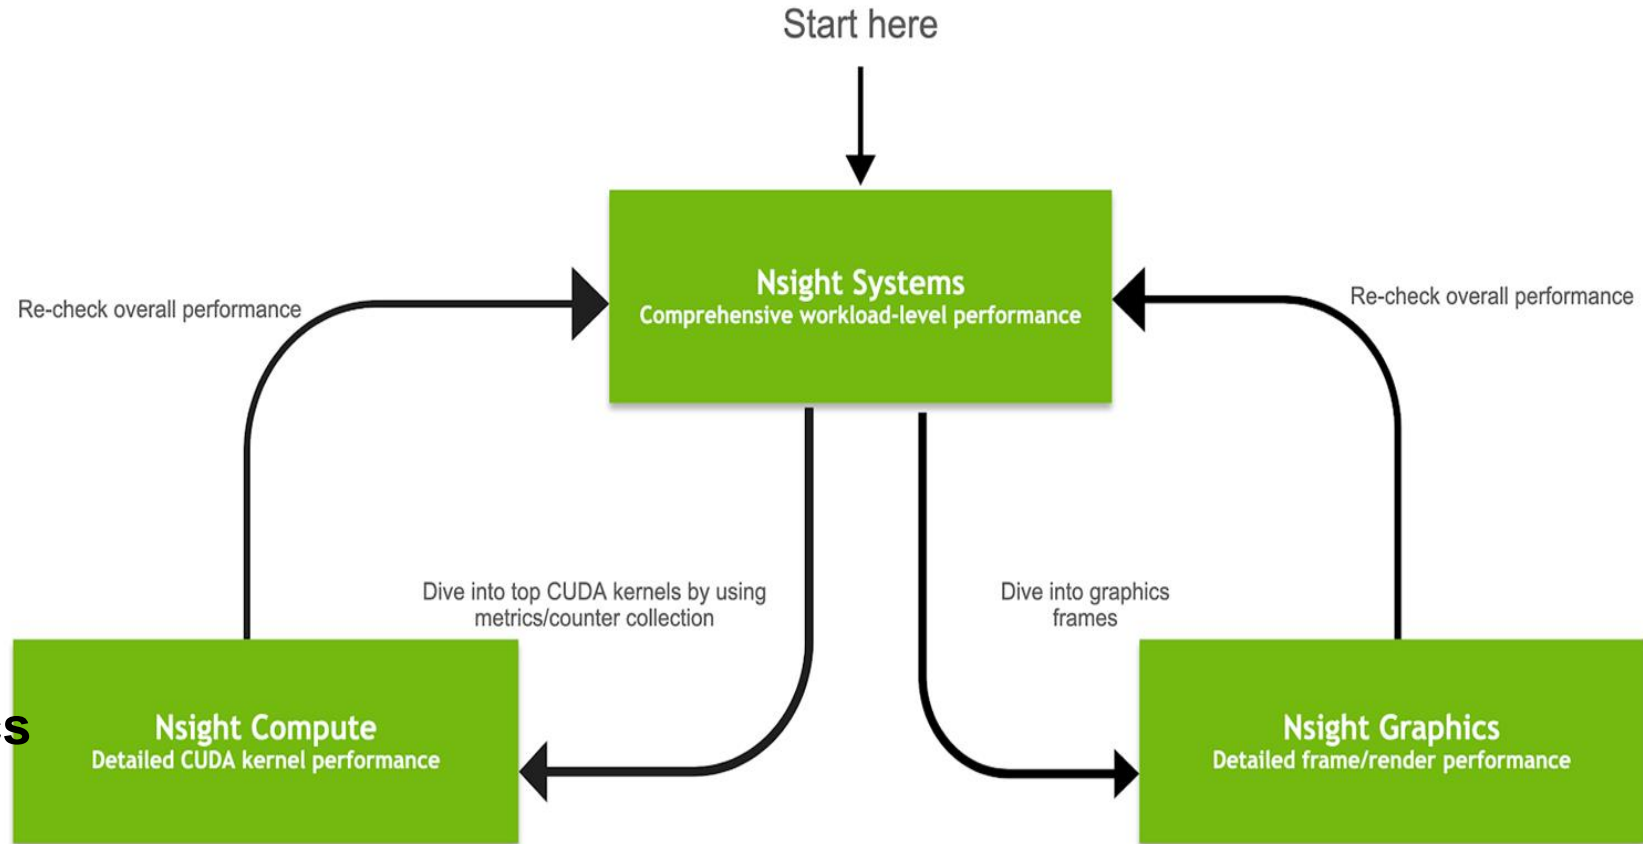 Start here
Nsight Systems
Comprehensive workload-level performance
Re-check overall performance
Re-check overall performance
Dive into top CUDA kernels by using
metrics/counter collection
Dive into graphics
frames
Nsight Compute
Detailed CUDA kernel performance
Nsight Graphics
Detailed frame/render performance